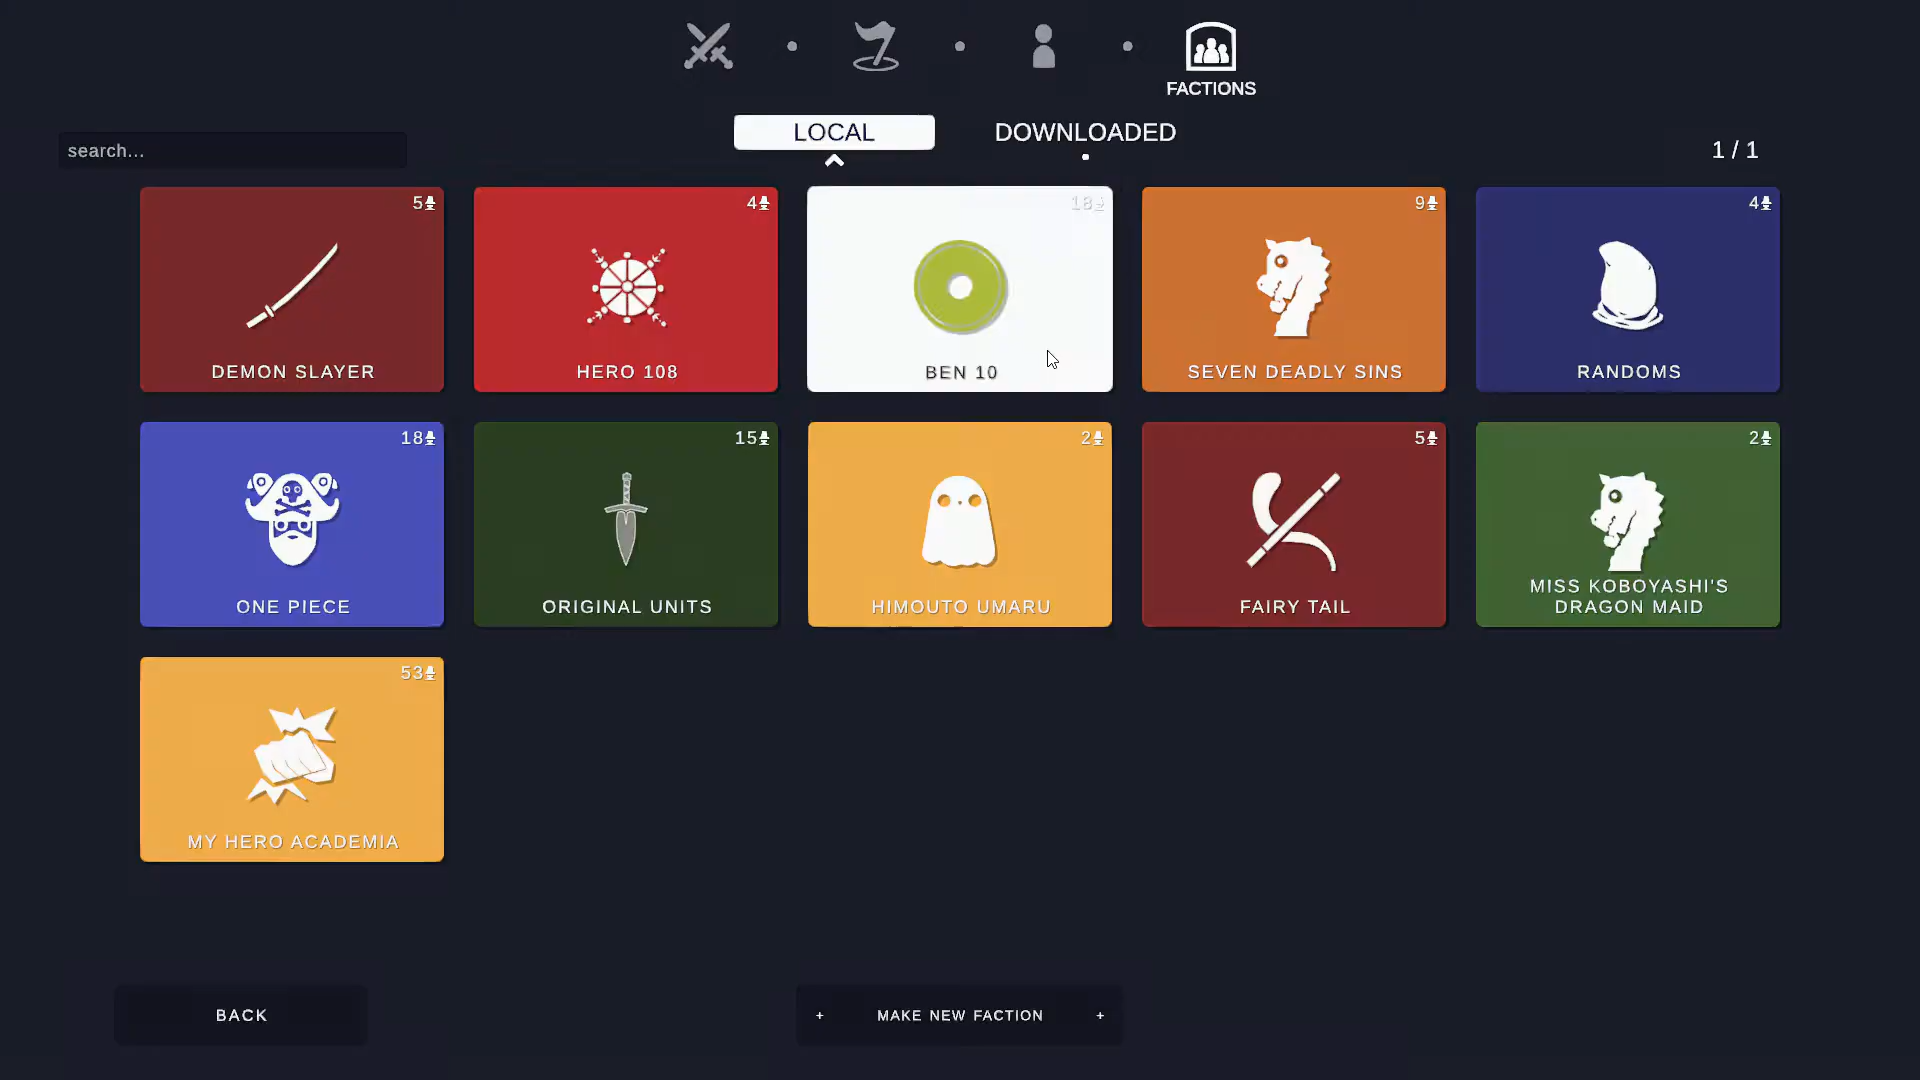 FACTIONS
LOCAL
DOWNLOADED
search...
1 / 1
5
DEMON SLAYER
4
HERO 108
18
BEN 10
9
SEVEN DEADLY SINS
4
RANDOMS
18
ONE PIECE
15
ORIGINAL UNITS
2
HIMOUTO UMARU
5
FAIRY TAIL
2
MISS KOBOYASHI'S
DRAGON MAID
53
MY HERO ACADEMIA
BACK
+ MAKE NEW FACTION +